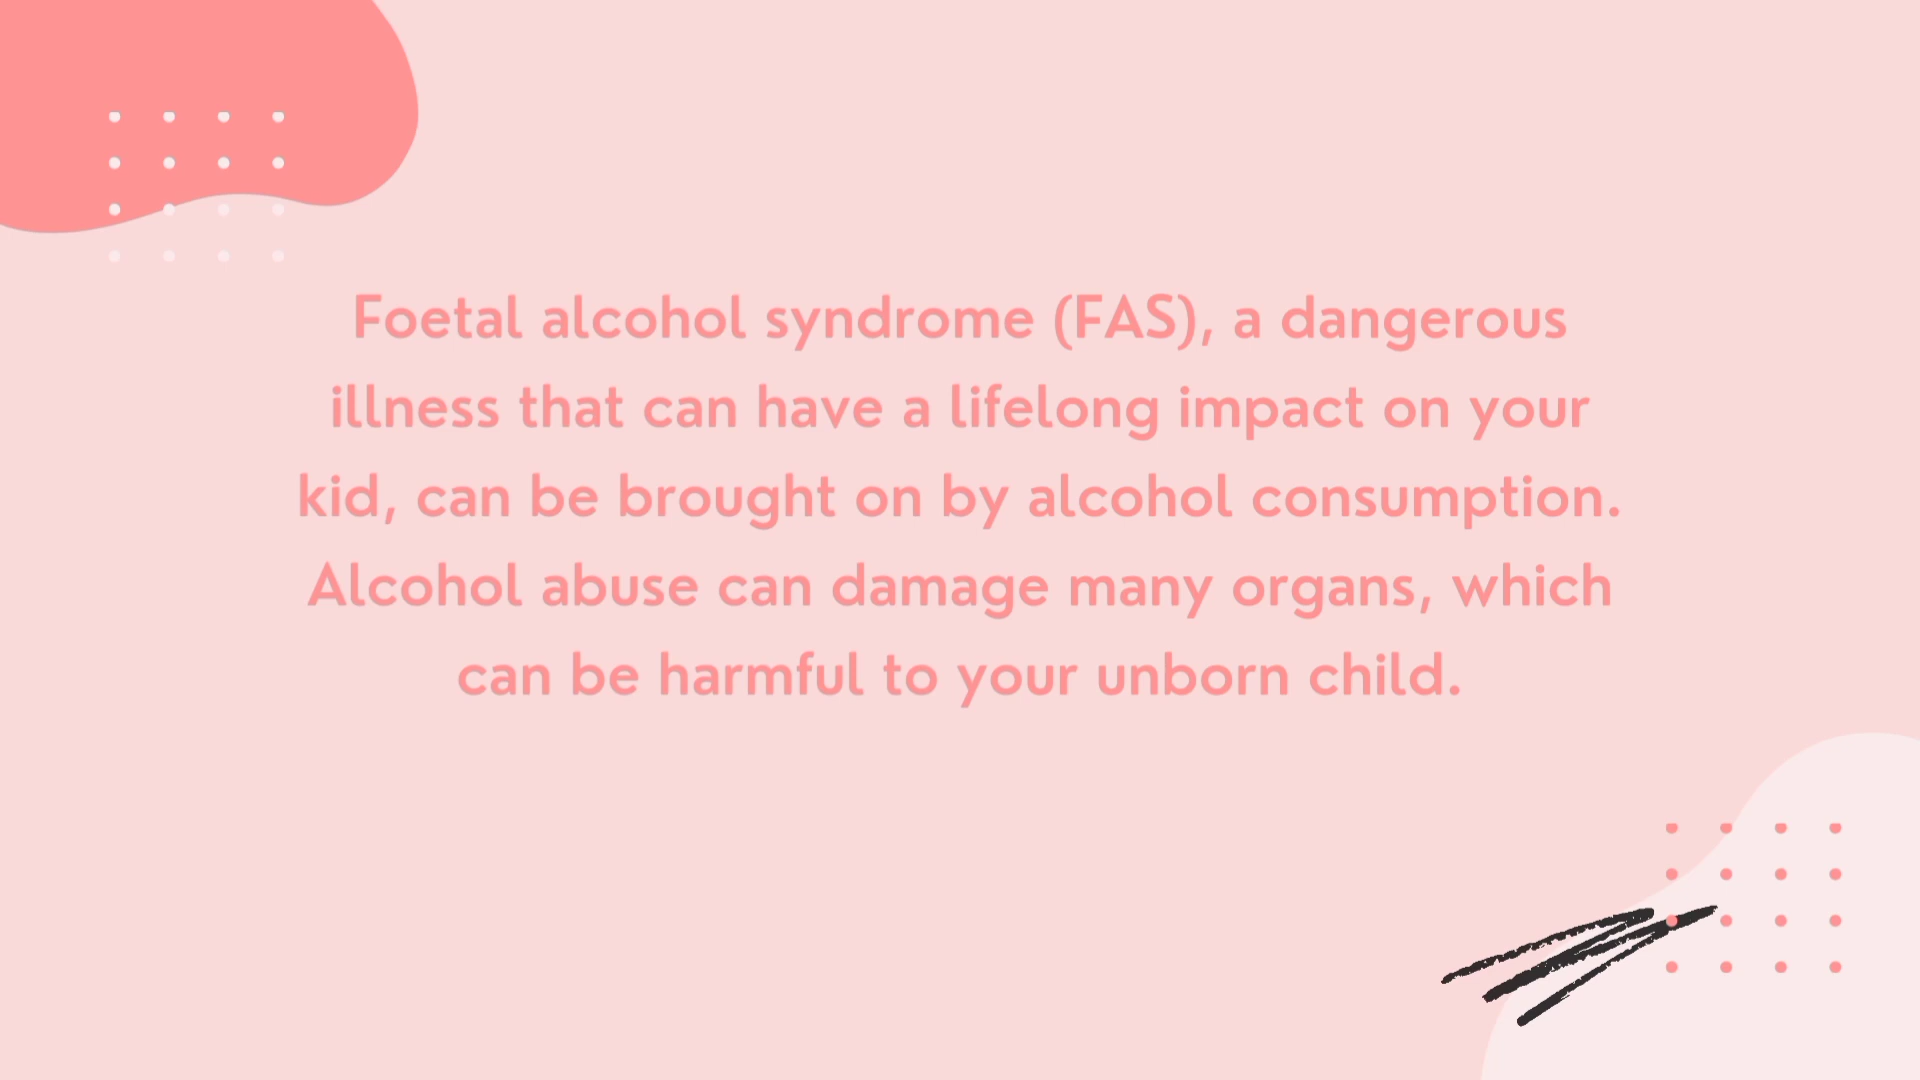 Foetal alcohol syndrome (FAS), a dangerous
illness that can have a lifelong impact on your
kid, can be brought on by alcohol consumption.
Alcohol abuse can damage many organs, which
can be harmful to your unborn child.